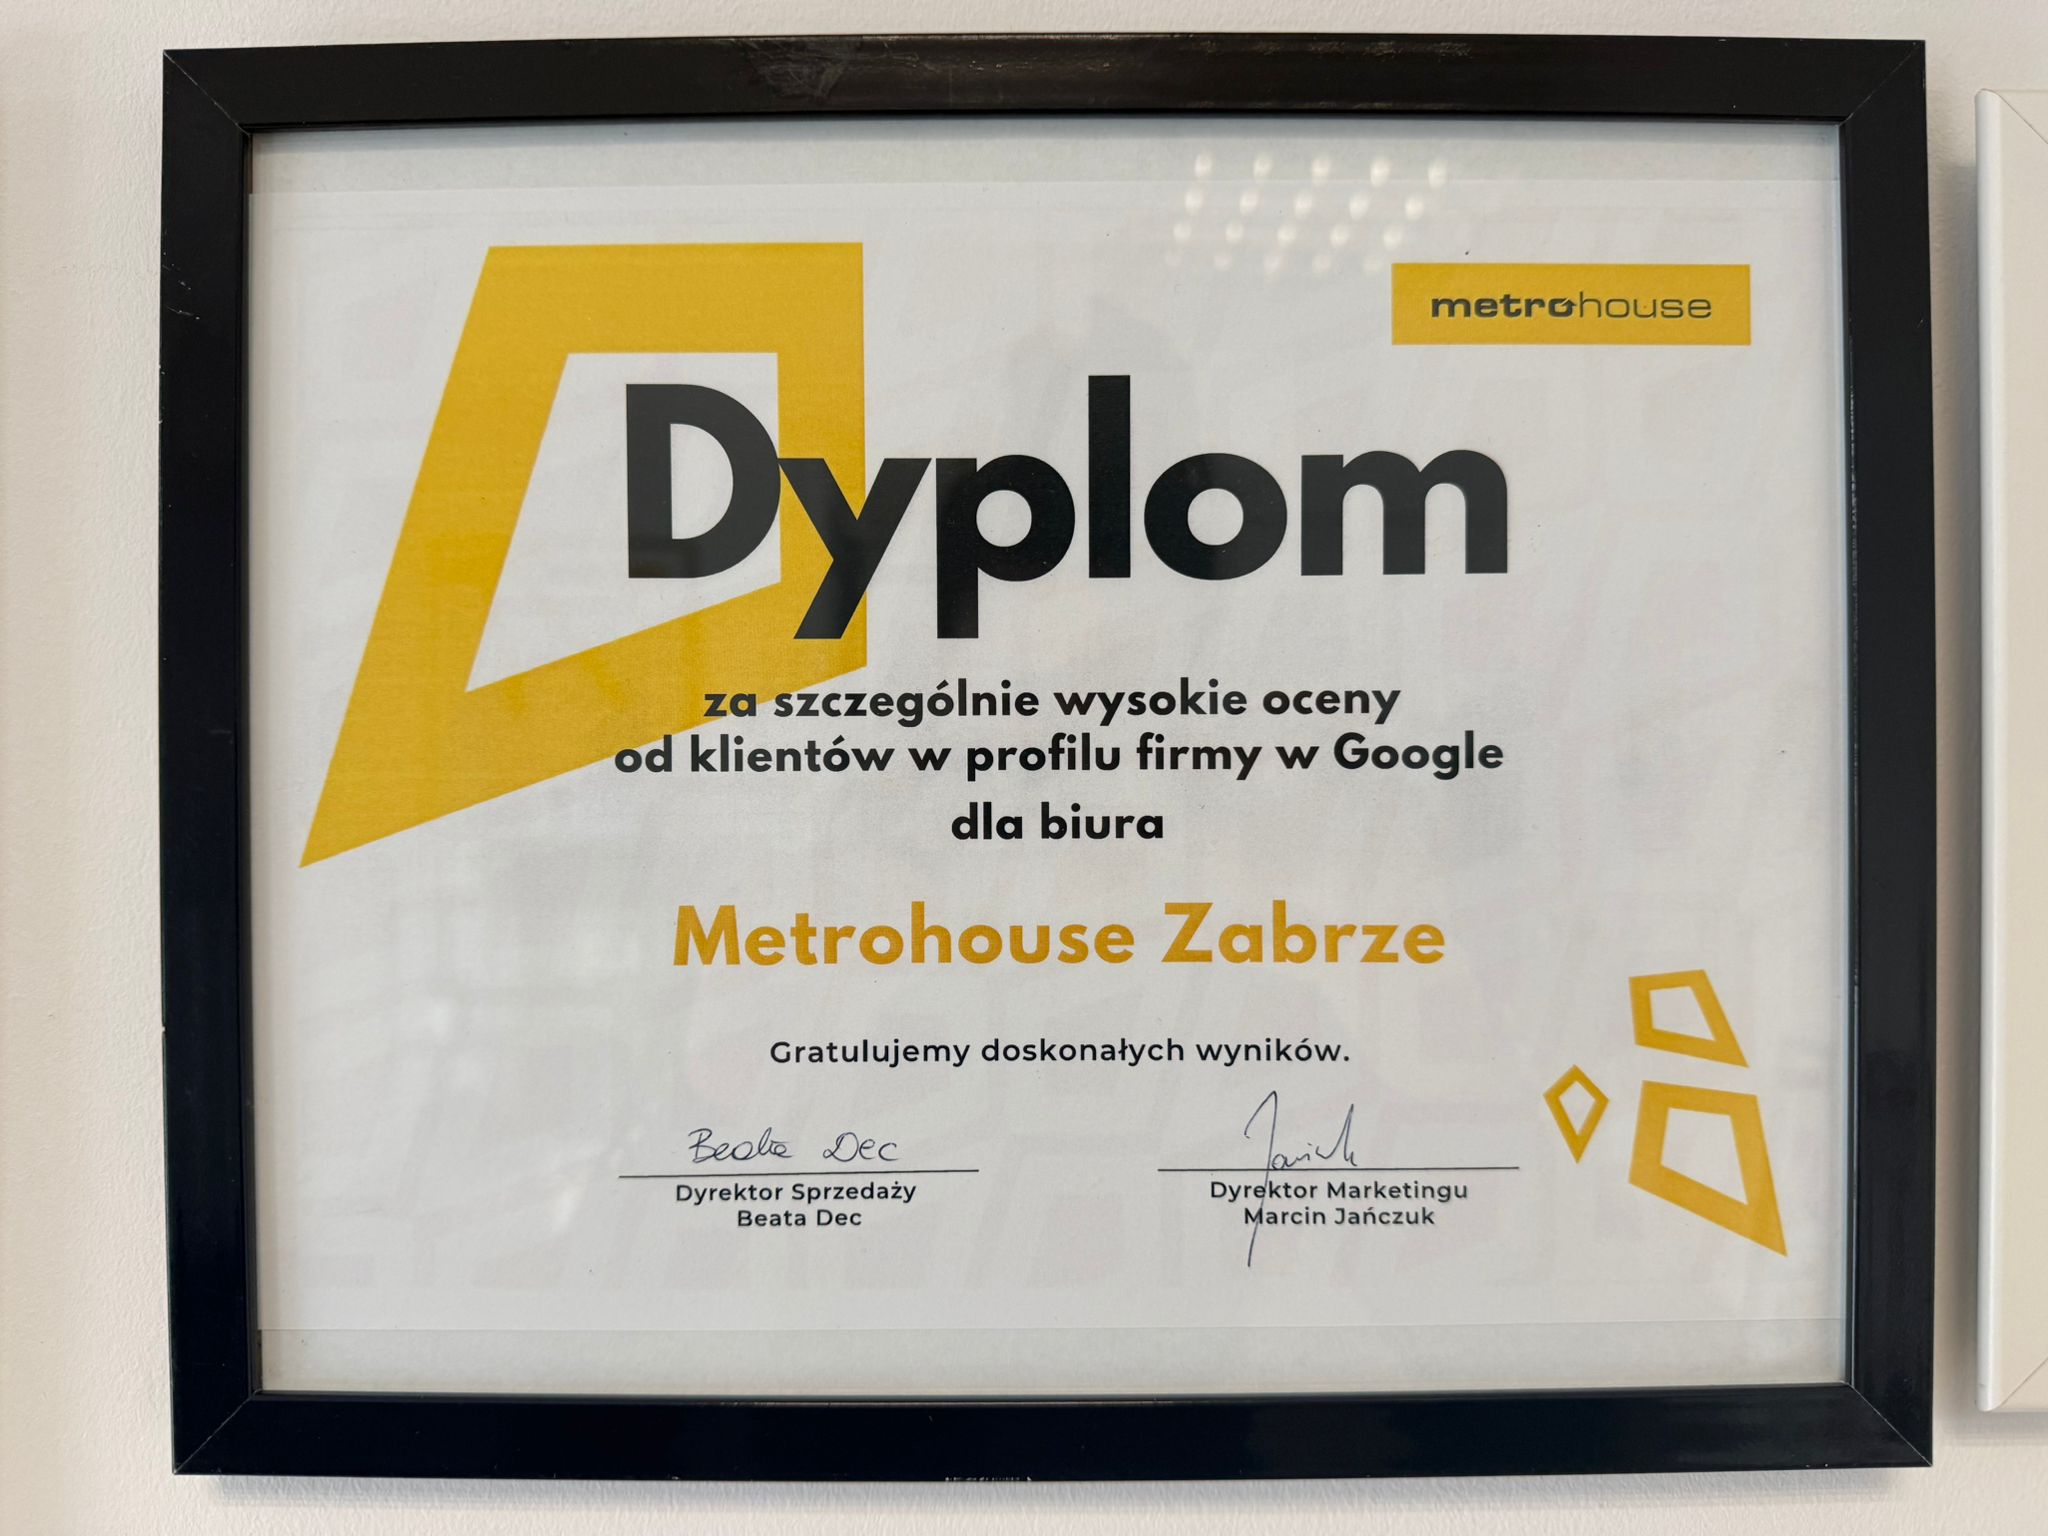 metrohouse
Dyplom
za szczególnie wysokie oceny
od klientów w profilu firmy w Google
dla biura
Metrohouse Zabrze
Gratulujemy doskonałych wyników.
Beata Dec
Dyrektor Sprzedaży
Beata Dec
Dyrektor Marketingu
Marcin Jańczuk